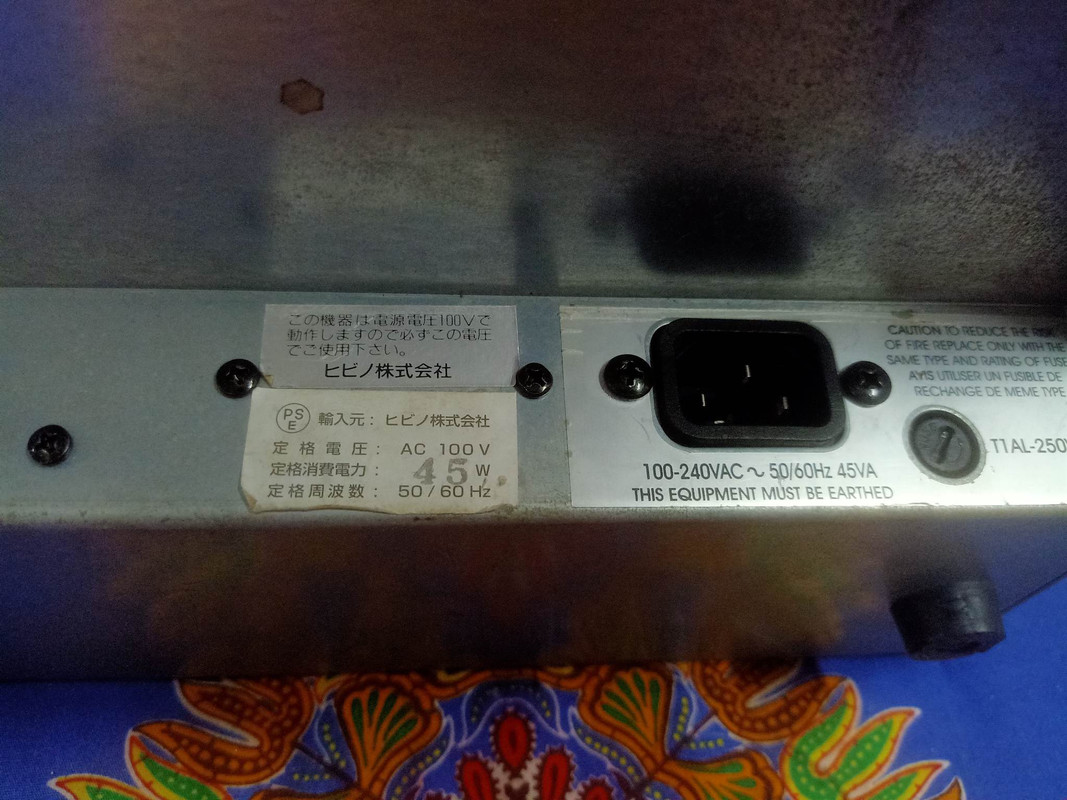 この機器は電源電圧100Vで
動作しますので必ずこの電圧
でご使用下さい。
ヒビノ株式会社
PS
E
輸入元: ヒビノ株式会社
定格電圧: AC 100 V
定格消費電力: 45 W
定格周波数: 50/60 Hz
100-240VAC ～ 50/60Hz 45VA
THIS EQUIPMENT MUST BE EARTHED
CAUTION TO REDUCE THE RISK
OF FIRE REPLACE ONLY WITH THE
SAME TYPE AND RATING OF FUSE
AVIS UTILISER UN FUSIBLE DE
RECHANGE DE MEME TYPE
T1AL-250V